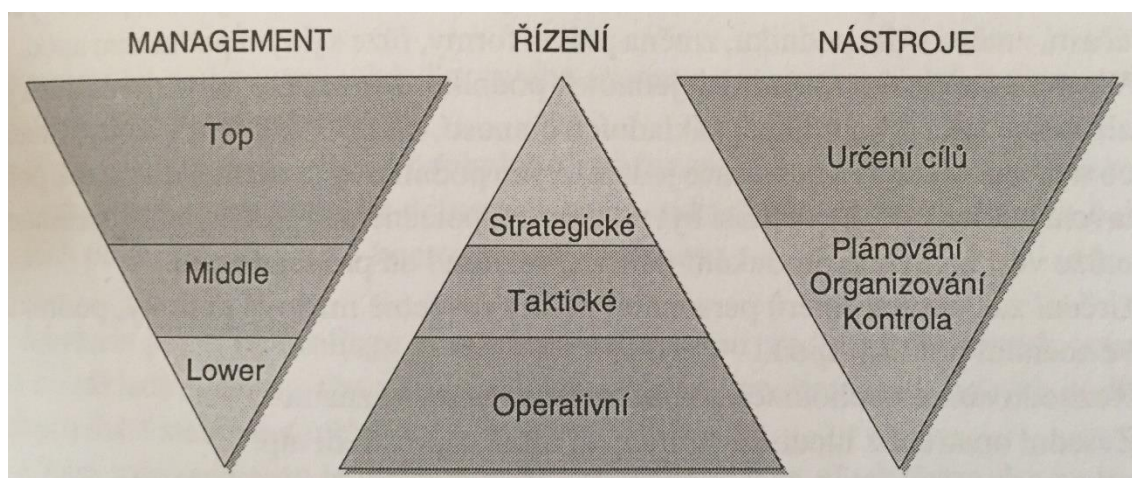 MANAGEMENT
ŘÍZENÍ
NÁSTROJE
Top
Middle
Lower
Strategické
Taktické
Operativní
Určení cílů
Plánování
Organizování
Kontrola